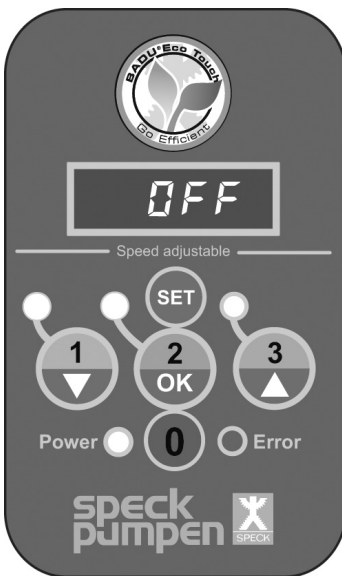 BADU®Eco Touch
Go Efficient
OFF
Speed adjustable
SET
1 2 3
OK
Power 0 Error
speck
pumpen
SPECK